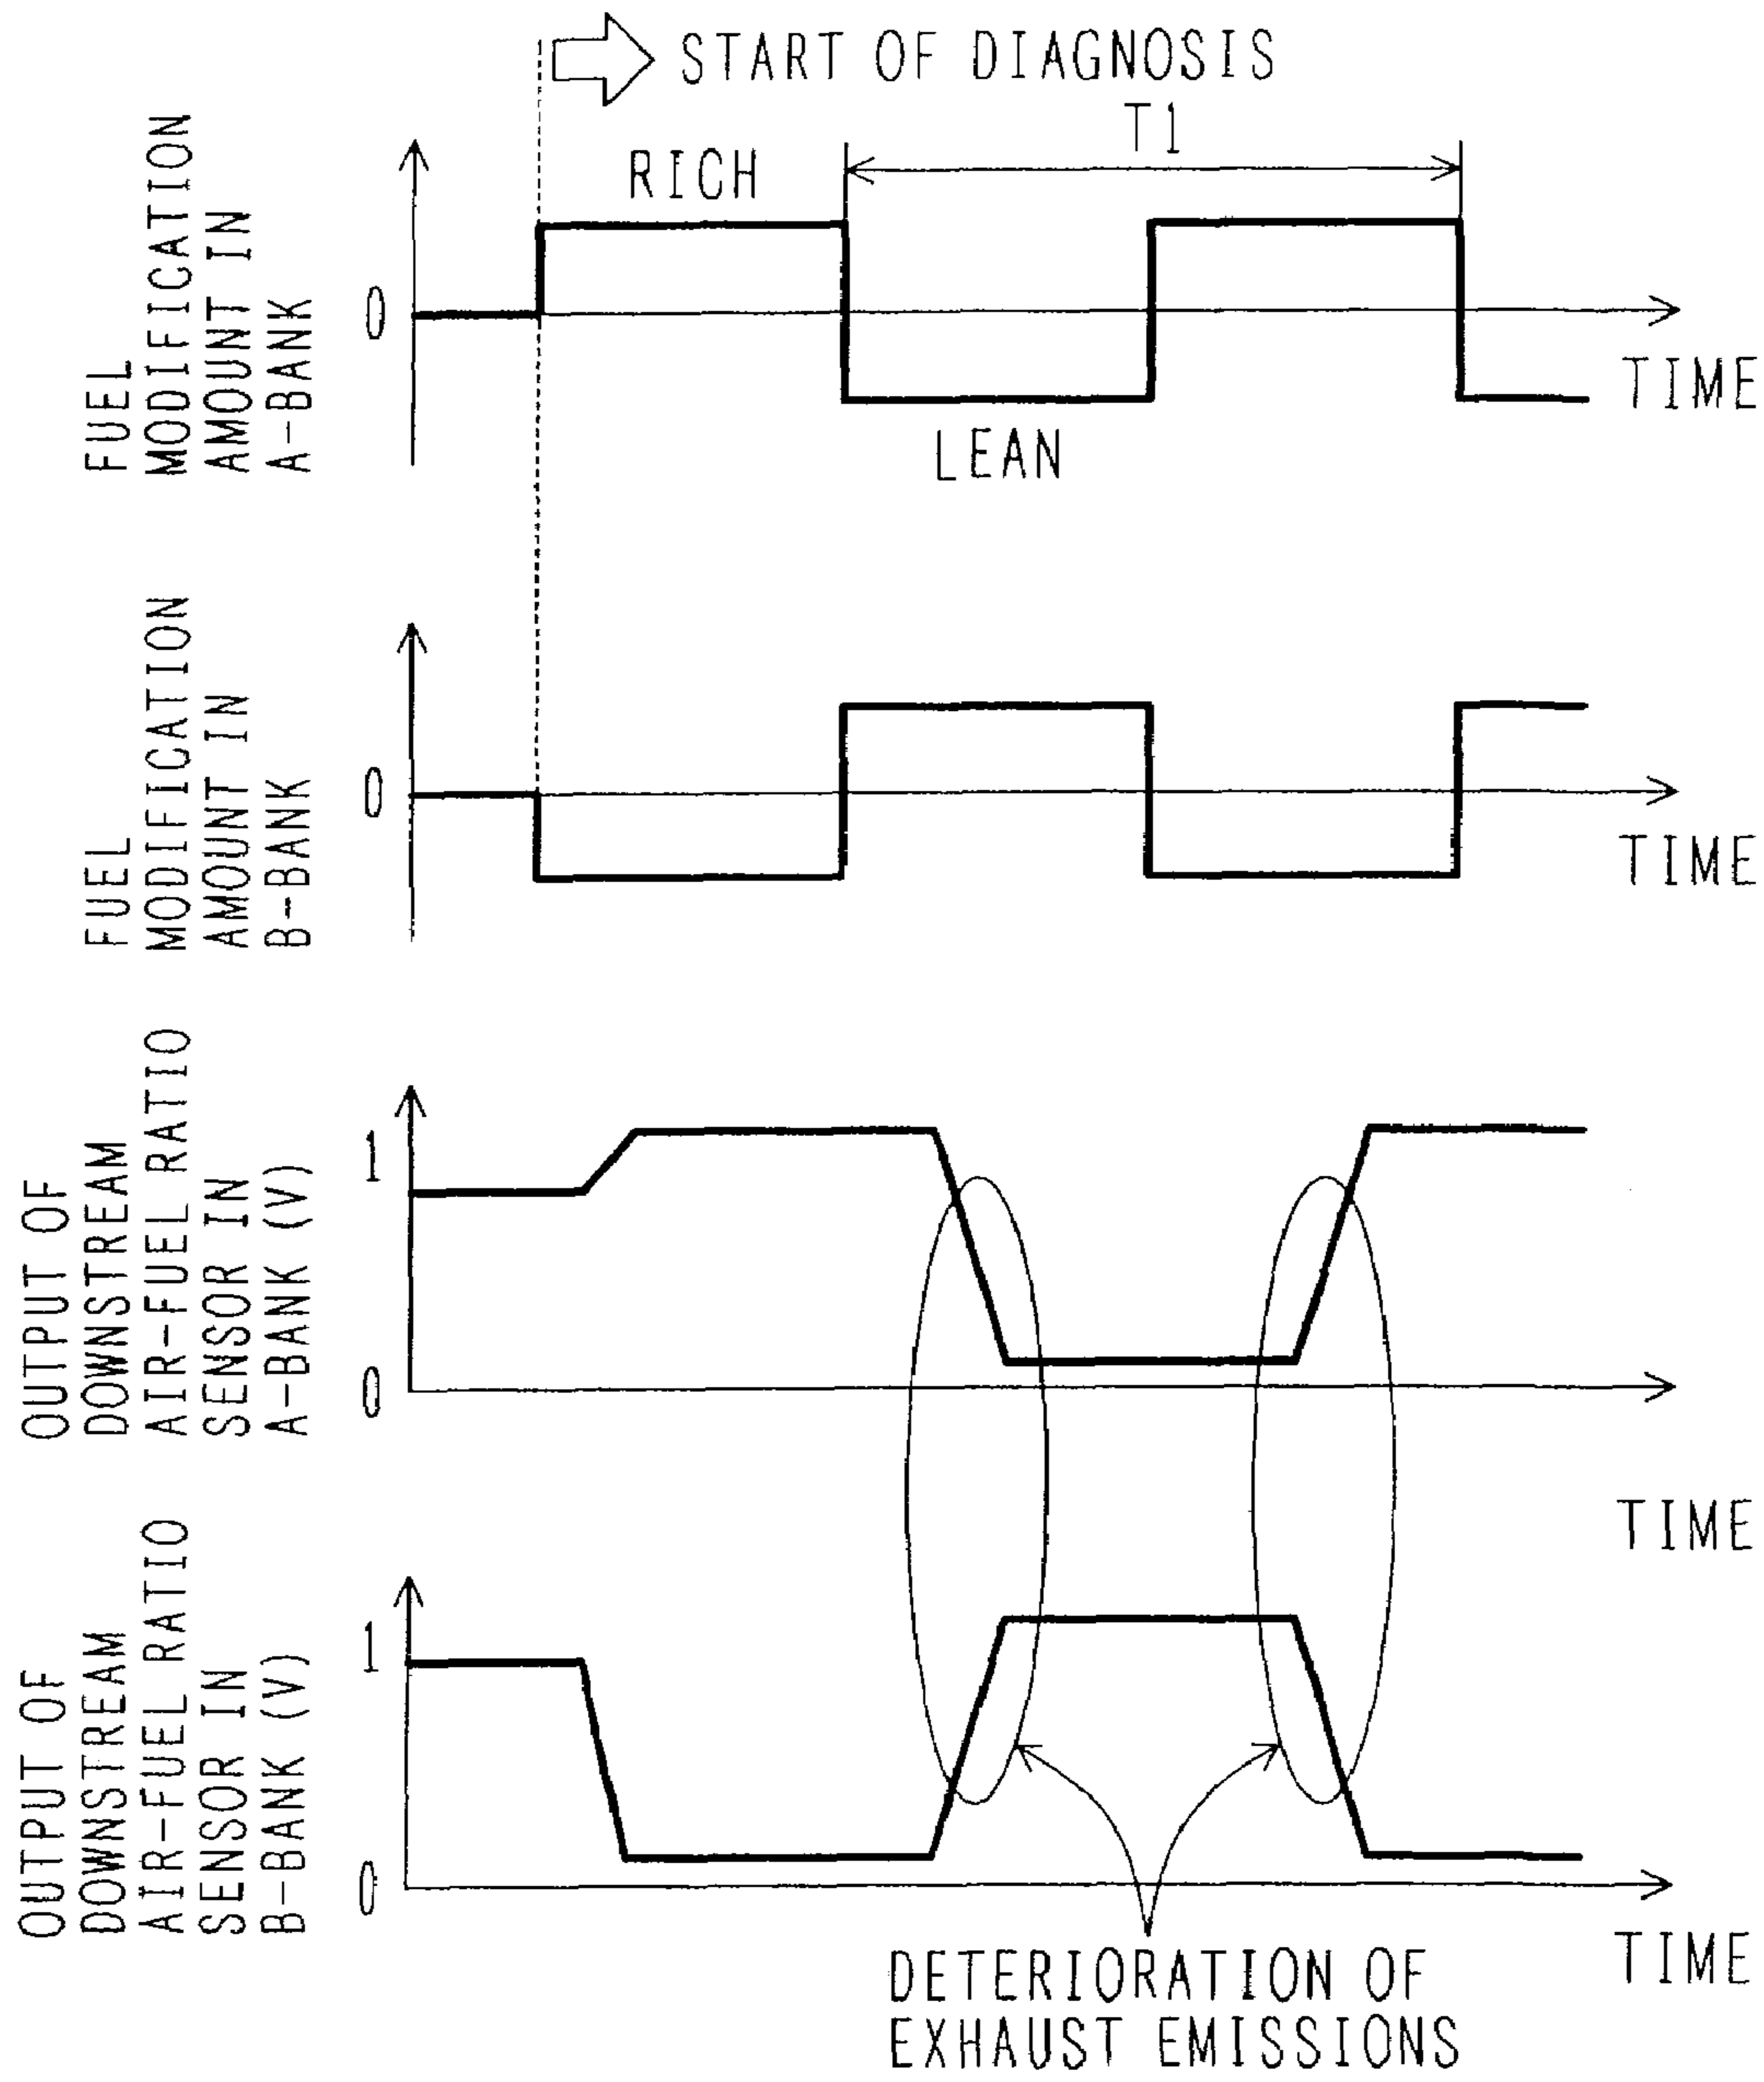 START OF DIAGNOSIS
T1
RICH
FUEL
MODIFICATION
AMOUNT IN
A-BANK
0
TIME
LEAN
FUEL
MODIFICATION
AMOUNT IN
B-BANK
0
TIME
OUTPUT OF
DOWNSTREAM
AIR-FUEL RATIO
SENSOR IN
A-BANK (V)
1
0
TIME
OUTPUT OF
DOWNSTREAM
AIR-FUEL RATIO
SENSOR IN
B-BANK (V)
1
0
TIME
DETERIORATION OF
EXHAUST EMISSIONS